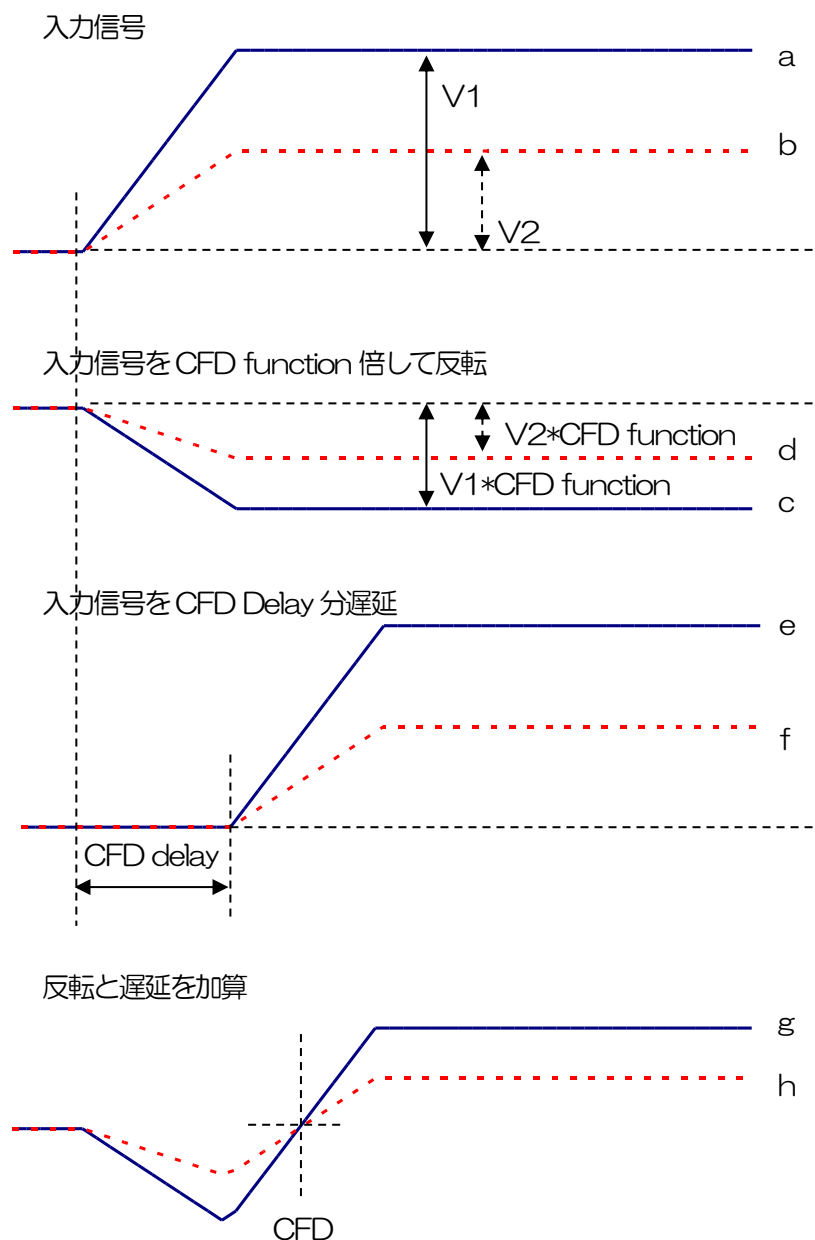 入力信号
a
V1
b
V2
入力信号をCFD function 倍して反転
V2*CFD function
d
V1*CFD function
c
入力信号をCFD Delay 分遅延
e
f
CFD delay
反転と遅延を加算
g
h
CFD